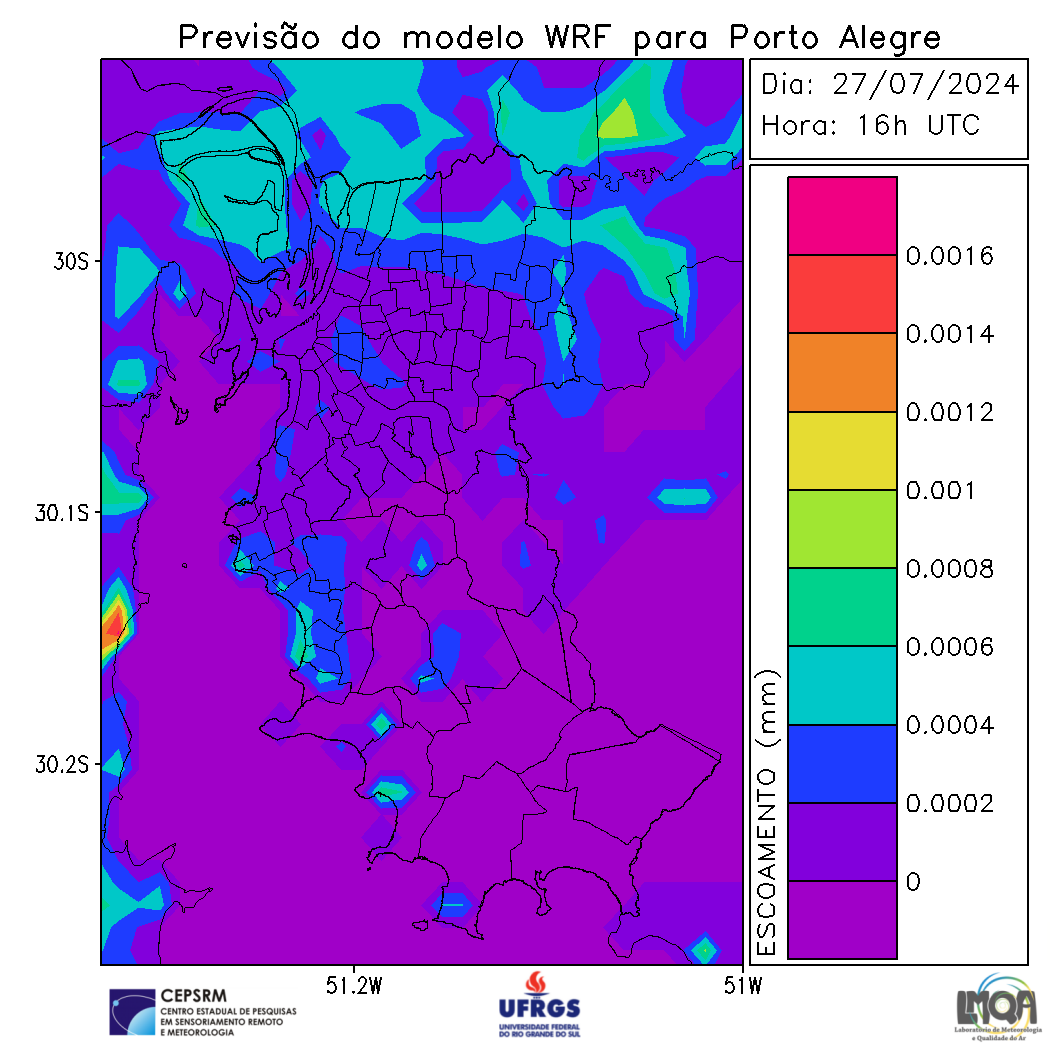 Previsão do modelo WRF para Porto Alegre
Dia: 27/07/2024
Hora: 16h UTC
30S
30.1S
30.2S
51.2W
51W
ESCOAMENTO (mm)
0.0016
0.0014
0.0012
0.001
0.0008
0.0006
0.0004
0.0002
0
CEPSRM
CENTRO ESTADUAL DE PESQUISAS
EM SENSORIAMENTO REMOTO
E METEOROLOGIA
UFRGS
UNIVERSIDADE FEDERAL
DO RIO GRANDE DO SUL
LMQA
Laboratório de Meteorologia
e Qualidade do Ar